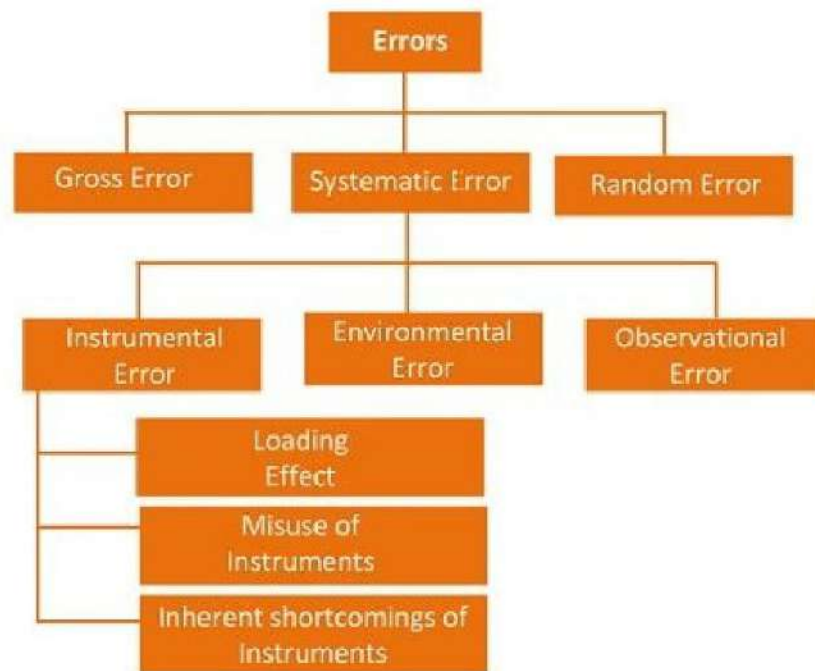 Errors
Gross Error
Systematic Error
Random Error
Instrumental
Error
Environmental
Error
Observational
Error
Loading
Effect
Misuse of
Instruments
Inherent shortcomings of
Instruments